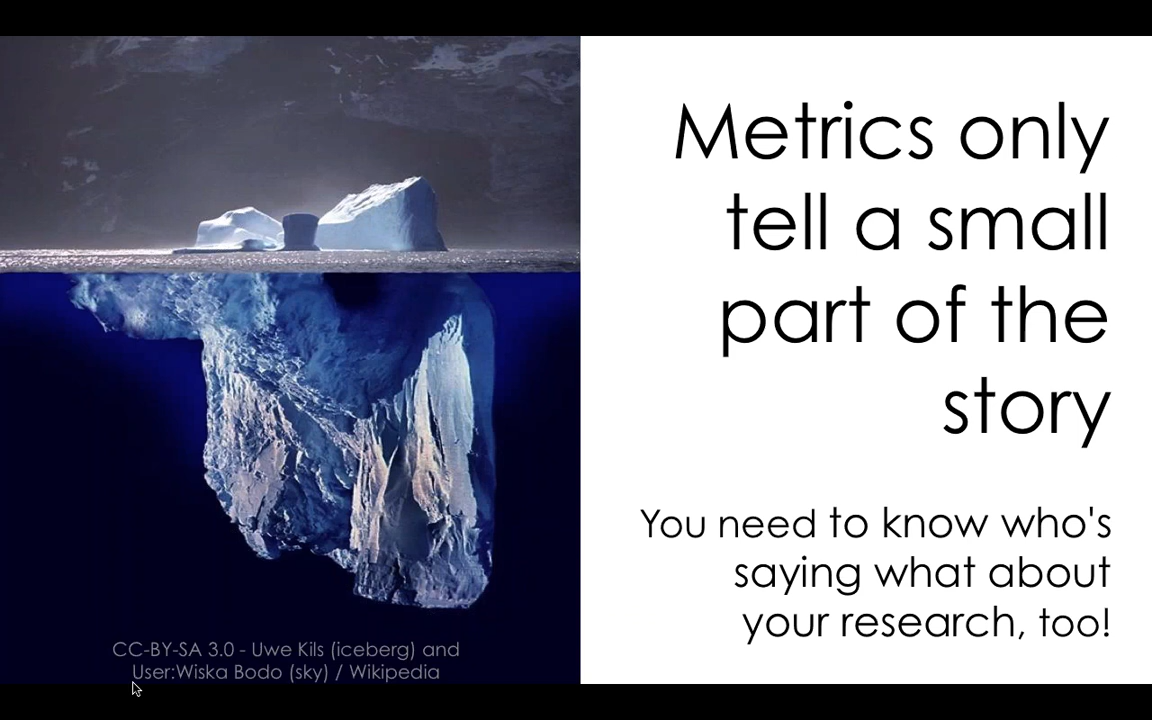 Metrics only
tell a small
part of the
story
You need to know who's
saying what about
your research, too!
CC-BY-SA 3.0 - Uwe Kils (iceberg) and
User:Wiska Bodo (sky) / Wikipedia